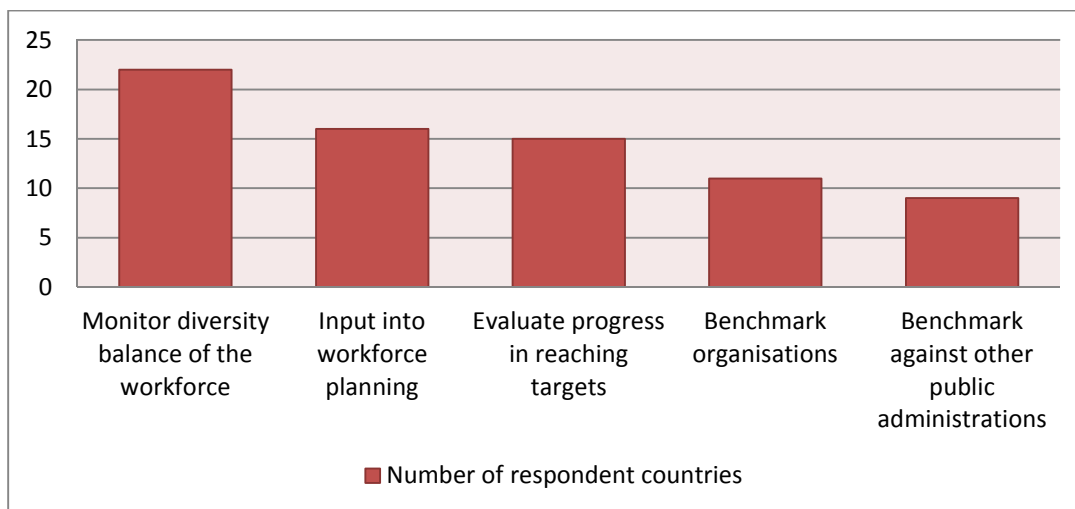 25
20
15
10
5
0
Monitor diversity
balance of the
workforce
Input into
workforce
planning
Evaluate progress
in reaching
targets
Benchmark
organisations
Benchmark
against other
public
administrations
Number of respondent countries